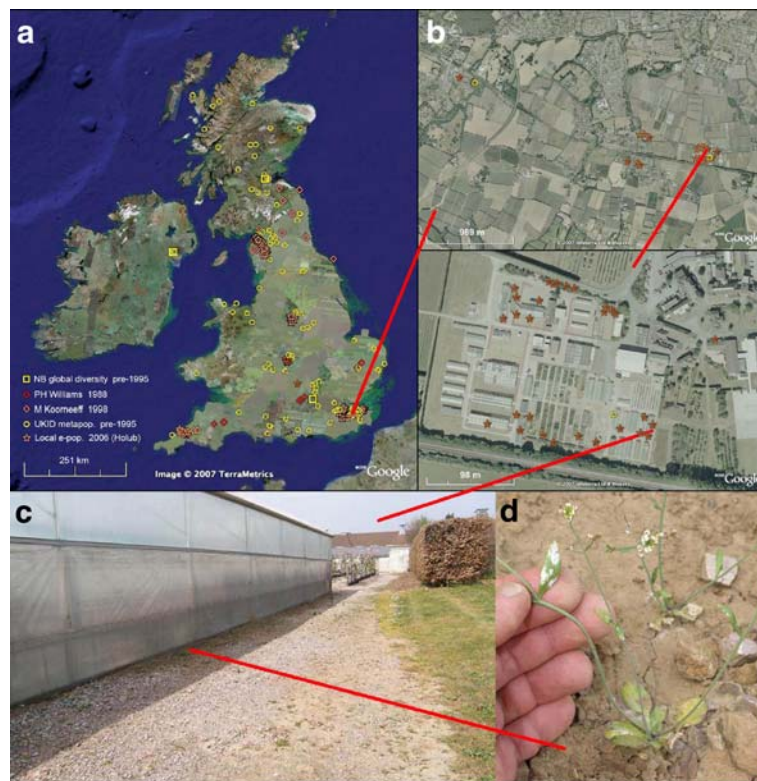 a
NB global diversity pre-1995
PH Williams 1988
M Koorneeff 1998
UKID metapop. pre-1995
Local e-pop. 2006 (Holub)
251 km
Image © 2007 TerraMetrics
Google
b
989 m
Google
98 m
Google
c
d